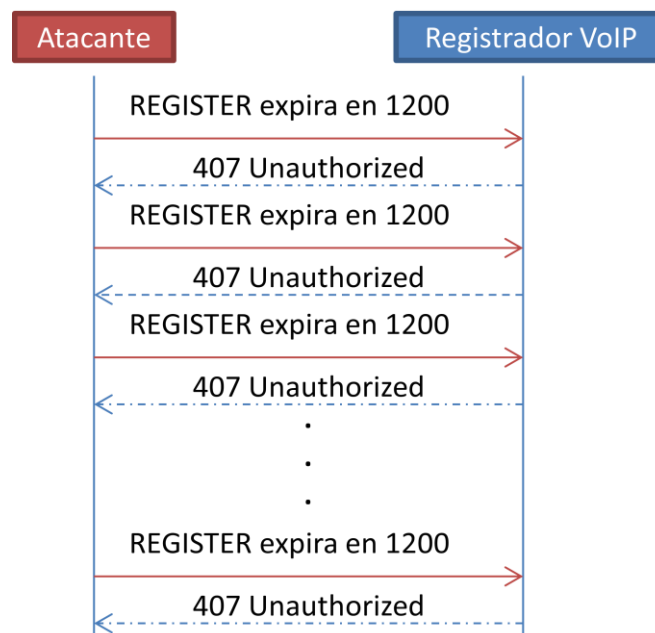 Atacante
Registrador VoIP
REGISTER expira en 1200
407 Unauthorized
REGISTER expira en 1200
407 Unauthorized
REGISTER expira en 1200
407 Unauthorized
.
.
.
REGISTER expira en 1200
407 Unauthorized